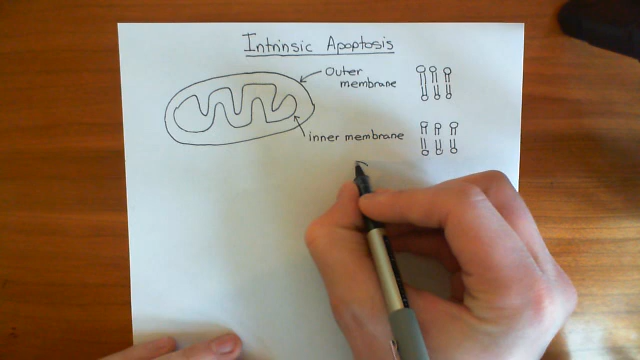 Intrinsic Apoptosis
Outer
membrane
inner membrane